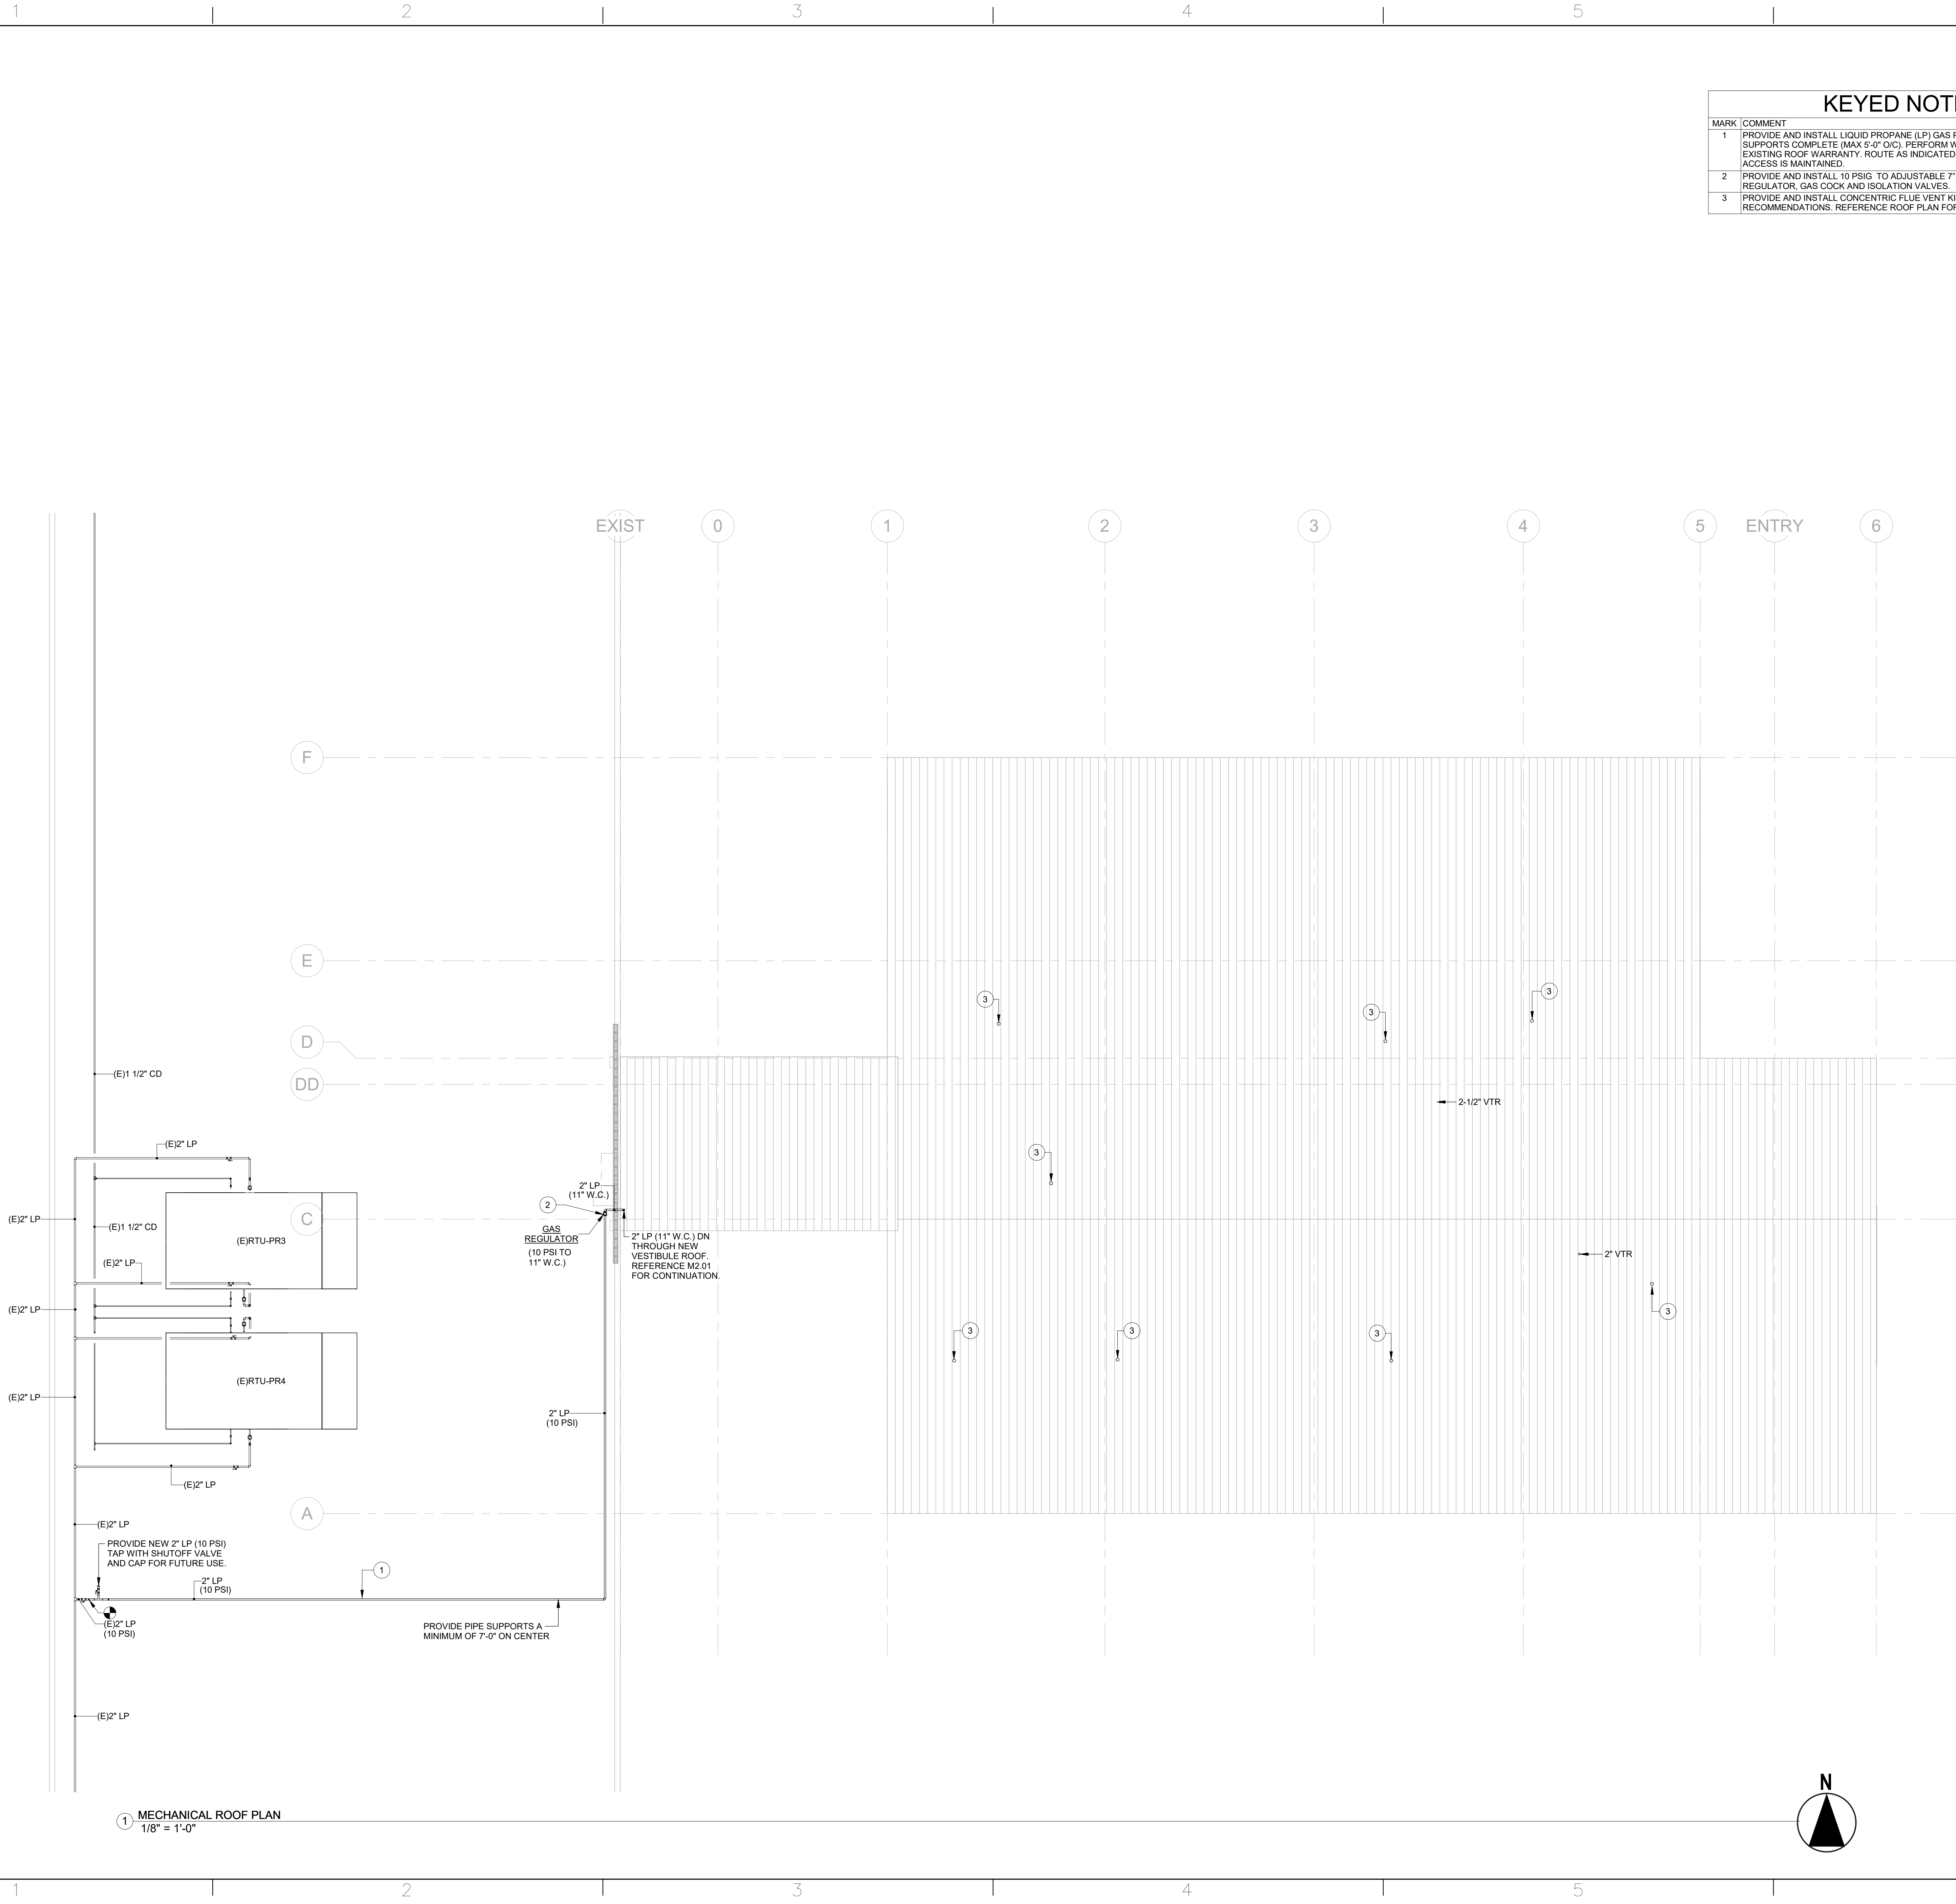 1 2 3 4 5
KEYED NOT
MARK COMMENT
1 PROVIDE AND INSTALL LIQUID PROPANE (LP) GAS
SUPPORTS COMPLETE (MAX 5'-0" O/C). PERFORM
EXISTING ROOF WARRANTY. ROUTE AS INDICATED
ACCESS IS MAINTAINED.
2 PROVIDE AND INSTALL 10 PSIG TO ADJUSTABLE 7"
REGULATOR, GAS COCK AND ISOLATION VALVES.
3 PROVIDE AND INSTALL CONCENTRIC FLUE VENT
RECOMMENDATIONS. REFERENCE ROOF PLAN
EXIST 0 1 2 3 4 5 ENTRY 6
F
E
3
3
3
D
(E)1 1/2" CD
DD
2-1/2" VTR
(E)2" LP
3
2" LP
(11" W.C.)
2
(E)2" LP
C
(E)1 1/2" CD
GAS
REGULATOR
(10 PSI TO
11" W.C.)
2" LP (11" W.C.) DN
THROUGH NEW
VESTIBULE ROOF.
REFERENCE M2.01
FOR CONTINUATION.
(E)RTU-PR3
2" VTR
(E)2" LP
(E)2" LP
3
3
3
3
(E)RTU-PR4
(E)2" LP
2" LP
(10 PSI)
(E)2" LP
A
(E)2" LP
PROVIDE NEW 2" LP (10 PSI)
TAP WITH SHUTOFF VALVE
AND CAP FOR FUTURE USE.
1
2" LP
(10 PSI)
(E)2" LP
(10 PSI)
PROVIDE PIPE SUPPORTS A
MINIMUM OF 7'-0" ON CENTER
(E)2" LP
N
1 MECHANICAL ROOF PLAN
1/8" = 1'-0"
1 2 3 4 5